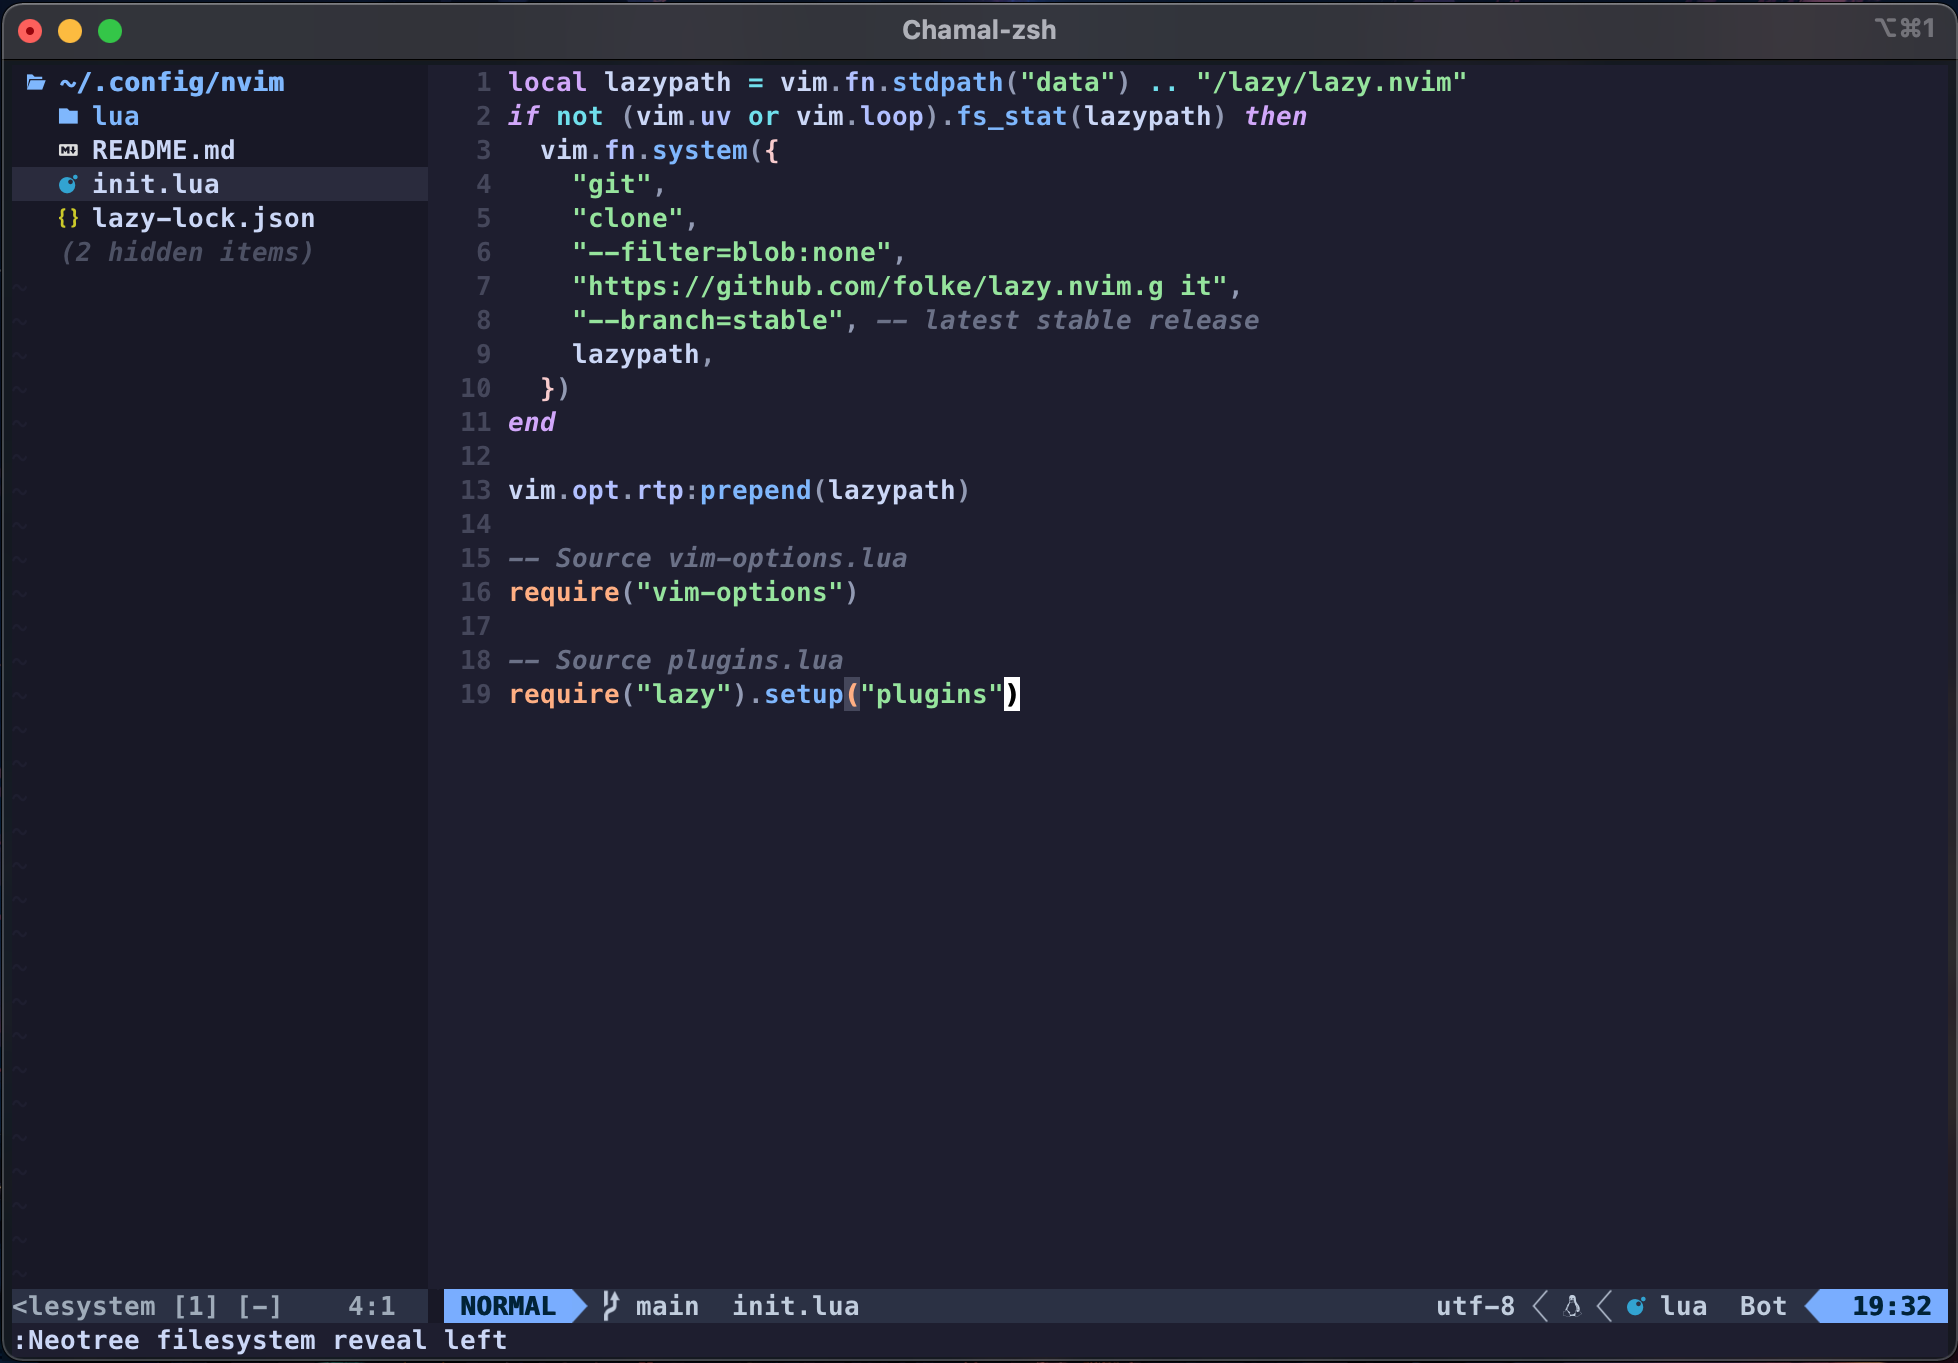 Chamal-zsh
⌥⌘1
~/.config/nvim
lua
README.md
init.lua
{} lazy-lock.json
(2 hidden items)
1 local lazypath = vim.fn.stdpath("data") .. "/lazy/lazy.nvim"
2 if not (vim.uv or vim.loop).fs_stat(lazypath) then
3   vim.fn.system({
4     "git",
5     "clone",
6     "--filter=blob:none",
7     "https://github.com/folke/lazy.nvim.g it",
8     "--branch=stable", -- latest stable release
9     lazypath,
10   })
11 end
12
13 vim.opt.rtp:prepend(lazypath)
14
15 -- Source vim-options.lua
16 require("vim-options")
17
18 -- Source plugins.lua
19 require("lazy").setup("plugins")
<lesystem [1] [-] 4:1 NORMAL main init.lua utf-8 lua Bot 19:32
:Neotree filesystem reveal left